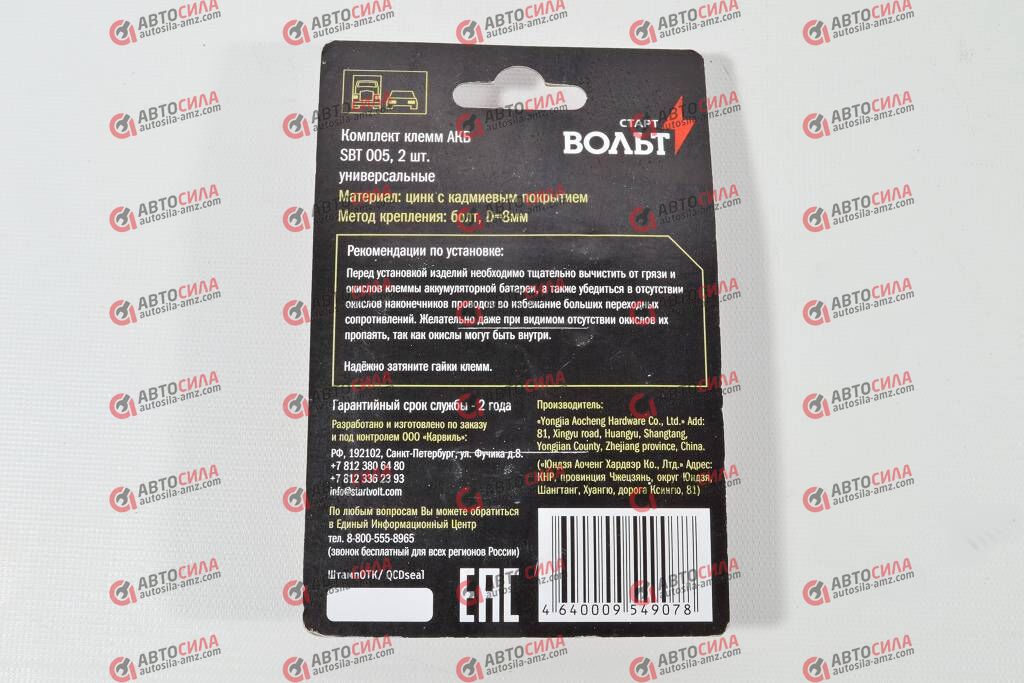 СТАРТ
ВОЛЬТ
Комплект клемм АКБ
SBT 005, 2 шт.
универсальные
Материал: цинк с кадмиевым покрытием
Метод крепления: болт, D=8мм
Рекомендации по установке:
Перед установкой изделий необходимо тщательно вычистить от грязи и
окислов клеммы аккумуляторной батареи, а также убедиться в отсутствии
окислов наконечников проводов во избежание больших переходных
сопротивлений. Желательно даже при видимом отсутствии окислов их
пропаять, так как окислы могут быть внутри.
Надёжно затяните гайки клемм.
Гарантийный срок службы - 2 года
Разработано и изготовлено по заказу
и под контролем ООО «Карвиль»:
РФ, 192102, Санкт-Петербург, ул. Фучика д.8.
+7 812 380 64 80
+7 812 336 23 93
info@startvolt.com
По любым вопросам Вы можете обратиться
в Единый Информационный Центр
тел. 8-800-555-8965
(звонок бесплатный для всех регионов России)
ШтампОТК/ QCDseal
EAC
Производитель:
«Yongjia Aocheng Hardware Co., Ltd.» Add:
81, Xingyu road, Huangyu, Shangtang,
Yongjian County, Zhejiang province, China.
(«Юндзя Аоченг Хардвэр Ко., Лтд.» Адрес:
КНР, провинция Чжецзянь, округ Юндзя,
Шангтанг, Хуангю, дорога Ксингю, 81)
4 640009 549078
АВТОСИЛА
autosila-amz.com